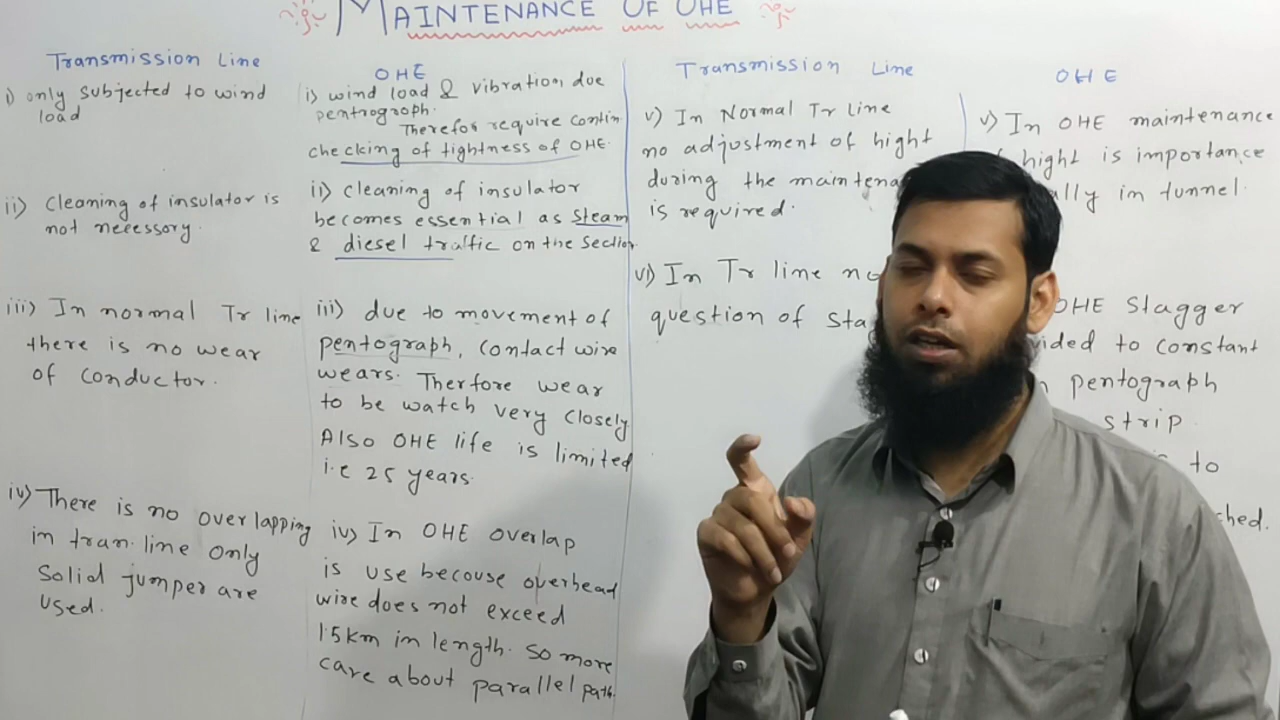 MAINTENANCE OF OHE
Transmission Line
i) only subjected to wind
load
ii) cleaning of insulator is
not necessory.
iii) In normal Tr line
there is no wear
of conductor.
iv) There is no overlapping
in tran. line only
Solid jumper are
used.
OHE
i) wind load & vibration due
pentrograph.
Therefor require contin
checking of tightness of OHE.
ii) cleaning of insulator
becomes essential as steam
& diesel traffic on the section
iii) due to movement of
pentograph, contact wire
wears. Therfore wear
to be watch very closely
Also OHE life is limited
i.e 25 years.
iv) In OHE overlap
is use becouse overhead
wire does not exceed
1.5km in length. so more
care about parallel path.
Transmission Line
v) In Normal Tr line
no adjustment of hight
during the maintena
is required.
vi) In Tr line no
question of sta
OHE
v) In OHE maintenance
hight is importance
ally in tunnel.
OHE Stagger
vided to constant
pentograph
strip
to
ched.